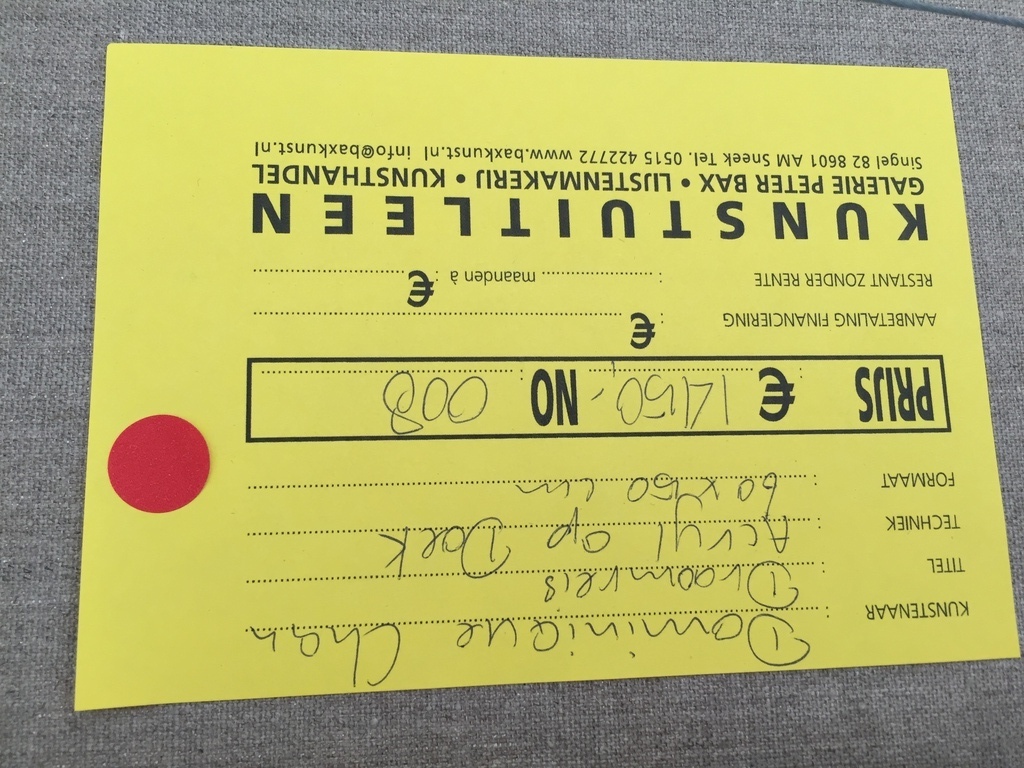 KUNSTENAAR : Dominique Chan
TITEL : Droomreis
TECHNIEK : Acryl op Doek
FORMAAT : 60x50 cm
PRIJS € : 1450,- NO : 008
AANBETALING FINANCIERING : €
RESTANT ZONDER RENTE : maanden à € :
KUNSTUITLEEN
GALERIE PETER BAX • LIJSTENMAKERIJ • KUNSTHANDEL
Singel 82 8601 AM Sneek Tel. 0515 422772 www.baxkunst.nl info@baxkunst.nl